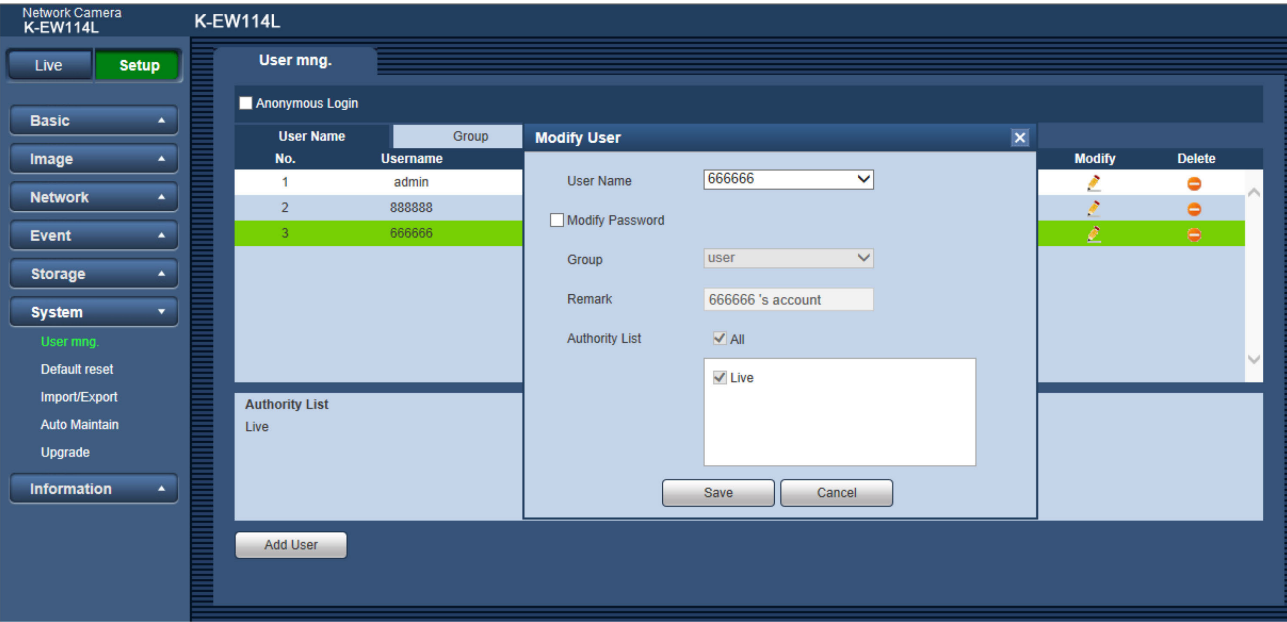 Network Camera
K-EW114L
K-EW114L
Live Setup
User mng.
Anonymous Login
Basic
Image
Network
Event
Storage
System
User mng.
Default reset
Import/Export
Auto Maintain
Upgrade
Information
User Name Group
No. Username Modify Delete
1 admin
2 888888
3 666666
Authority List
Live
Add User
Modify User
User Name 666666
Modify Password
Group user
Remark 666666 's account
Authority List All
Live
Save Cancel